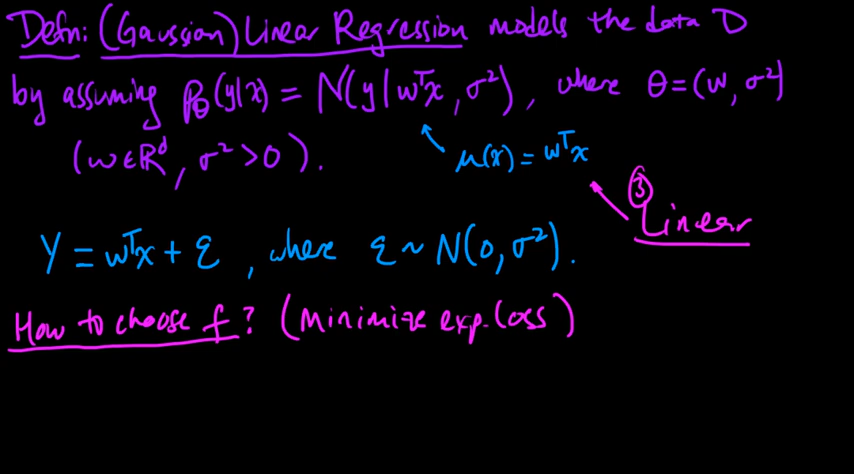 Defn: (Gaussian) Linear Regression models the data D
by assuming p_θ(y|x) = N(y|wᵀx, σ²), where θ=(w, σ²)
(w∈ℝᵈ, σ²>0).
μ(x) = wᵀx
③
Linear
Y = wᵀx + ε, where ε ~ N(0, σ²).
How to choose f? (Minimize exp. loss)